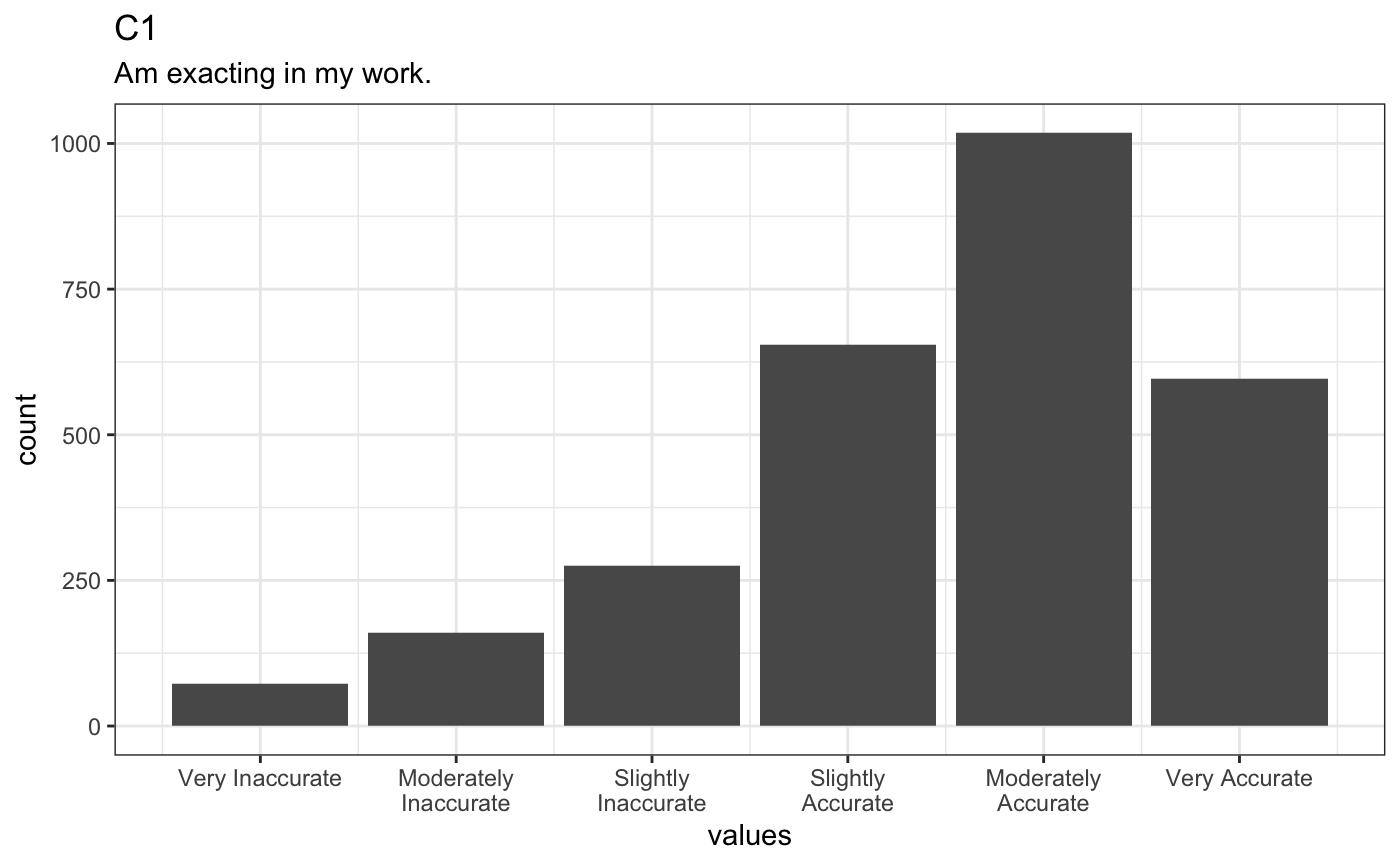 C1
Am exacting in my work.
1000
750
500
250
0
count
Very Inaccurate
Moderately
Inaccurate
Slightly
Inaccurate
Slightly
Accurate
Moderately
Accurate
Very Accurate
values